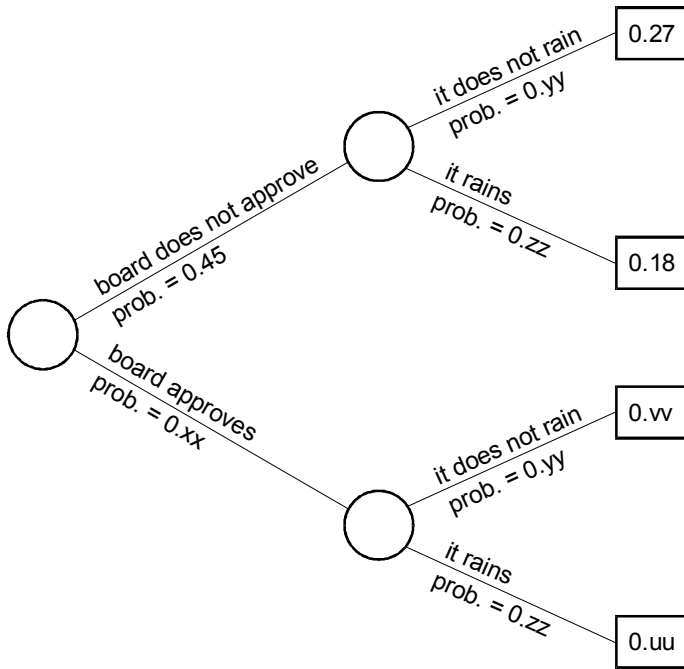 it does not rain
prob. = 0.yy
0.27
board does not approve
prob. = 0.45
it rains
prob. = 0.zz
0.18
board approves
prob. = 0.xx
it does not rain
prob. = 0.yy
0.vv
it rains
prob. = 0.zz
0.uu